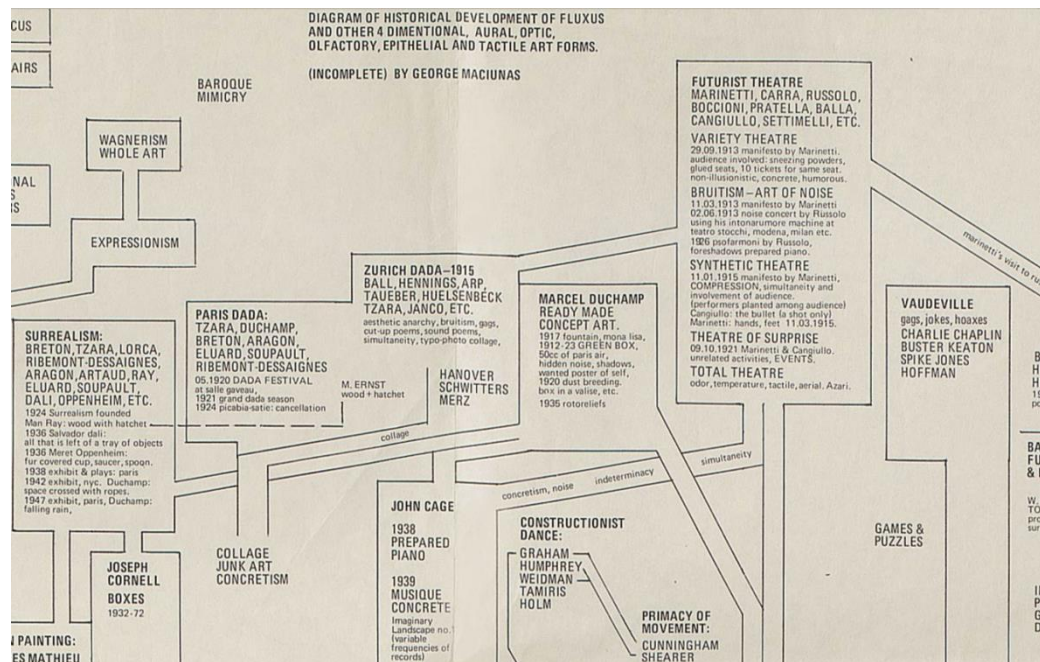 CUS
AIRS
NAL
S
RS
DIAGRAM OF HISTORICAL DEVELOPMENT OF FLUXUS
AND OTHER 4 DIMENTIONAL, AURAL, OPTIC,
OLFACTORY, EPITHELIAL AND TACTILE ART FORMS.
(INCOMPLETE) BY GEORGE MACIUNAS
BAROQUE
MIMICRY
WAGNERISM
WHOLE ART
EXPRESSIONISM
SURREALISM:
BRETON, TZARA, LORCA,
RIBEMONT-DESSAIGNES,
ARAGON, ARTAUD, RAY,
ELUARD, SOUPAULT,
DALI, OPPENHEIM, ETC.
1924 Surrealism founded
Man Ray: wood with hatchet
1936 Salvador dali:
all that is left of a tray of objects
1936 Meret Oppenheim:
fur covered cup, saucer, spoon.
1938 exhibit & plays: paris
1942 exhibit, nyc. Duchamp:
space crossed with ropes.
1947 exhibit, paris, Duchamp:
falling rain,
PARIS DADA:
TZARA, DUCHAMP,
BRETON, ARAGON,
ELUARD, SOUPAULT,
RIBEMONT-DESSAIGNES
05.1920 DADA FESTIVAL
at salle gaveau,
1921 grand dada season
1924 picabia-satie: cancellation
M. ERNST
wood + hatchet
ZURICH DADA–1915
BALL, HENNINGS, ARP,
TAUEBER, HUELSENBECK
TZARA, JANCO, ETC.
aesthetic anarchy, bruitism, gags,
cut-up poems, sound poems,
simultaneity, typo-photo collage,
HANOVER
SCHWITTERS
MERZ
collage
MARCEL DUCHAMP
READY MADE
CONCEPT ART.
1917 fountain, mona lisa,
1912-23 GREEN BOX,
50cc of paris air,
hidden noise, shadows,
wanted poster of self,
1920 dust breeding.
box in a valise, etc.
1935 rotoreliefs
FUTURIST THEATRE
MARINETTI, CARRA, RUSSOLO,
BOCCIONI, PRATELLA, BALLA,
CANGIULLO, SETTIMELLI, ETC.
VARIETY THEATRE
29.09.1913 manifesto by Marinetti.
audience involved: sneezing powders,
glued seats, 10 tickets for same seat.
non-illusionistic, concrete, humorous.
BRUITISM–ART OF NOISE
11.03.1913 manifesto by Marinetti
02.06.1913 noise concert by Russolo
using his intonarumore machine at
teatro stocchi, modena, milan etc.
1926 psofarmoni by Russolo,
foreshadows prepared piano.
SYNTHETIC THEATRE
11.01.1915 manifesto by Marinetti,
COMPRESSION, simultaneity and
involvement of audience.
(performers planted among audience)
Cangiullo: the bullet (a shot only)
Marinetti: hands, feet 11.03.1915.
THEATRE OF SURPRISE
09.10.1921 Marinetti & Cangiullo.
unrelated activities, EVENTS.
TOTAL THEATRE
odor, temperature, tactile, aerial. Azari.
marinetti's visit to rus
VAUDEVILLE
gags, jokes, hoaxes
CHARLIE CHAPLIN
BUSTER KEATON
SPIKE JONES
HOFFMAN
GAMES &
PUZZLES
concretism, noise indeterminacy simultaneity
COLLAGE
JUNK ART
CONCRETISM
JOSEPH
CORNELL
BOXES
1932-72
JOHN CAGE
1938
PREPARED
PIANO
1939
MUSIQUE
CONCRETE
Imaginary
Landscape no.1
(variable
frequencies of
records)
CONSTRUCTIONIST
DANCE:
GRAHAM
HUMPHREY
WEIDMAN
TAMIRIS
HOLM
PRIMACY OF
MOVEMENT:
CUNNINGHAM
SHEARER
N PAINTING:
ES MATHIEU
B
H
H
19
po
BA
FU
& 
W.
TO
pro
sur
P
G
D